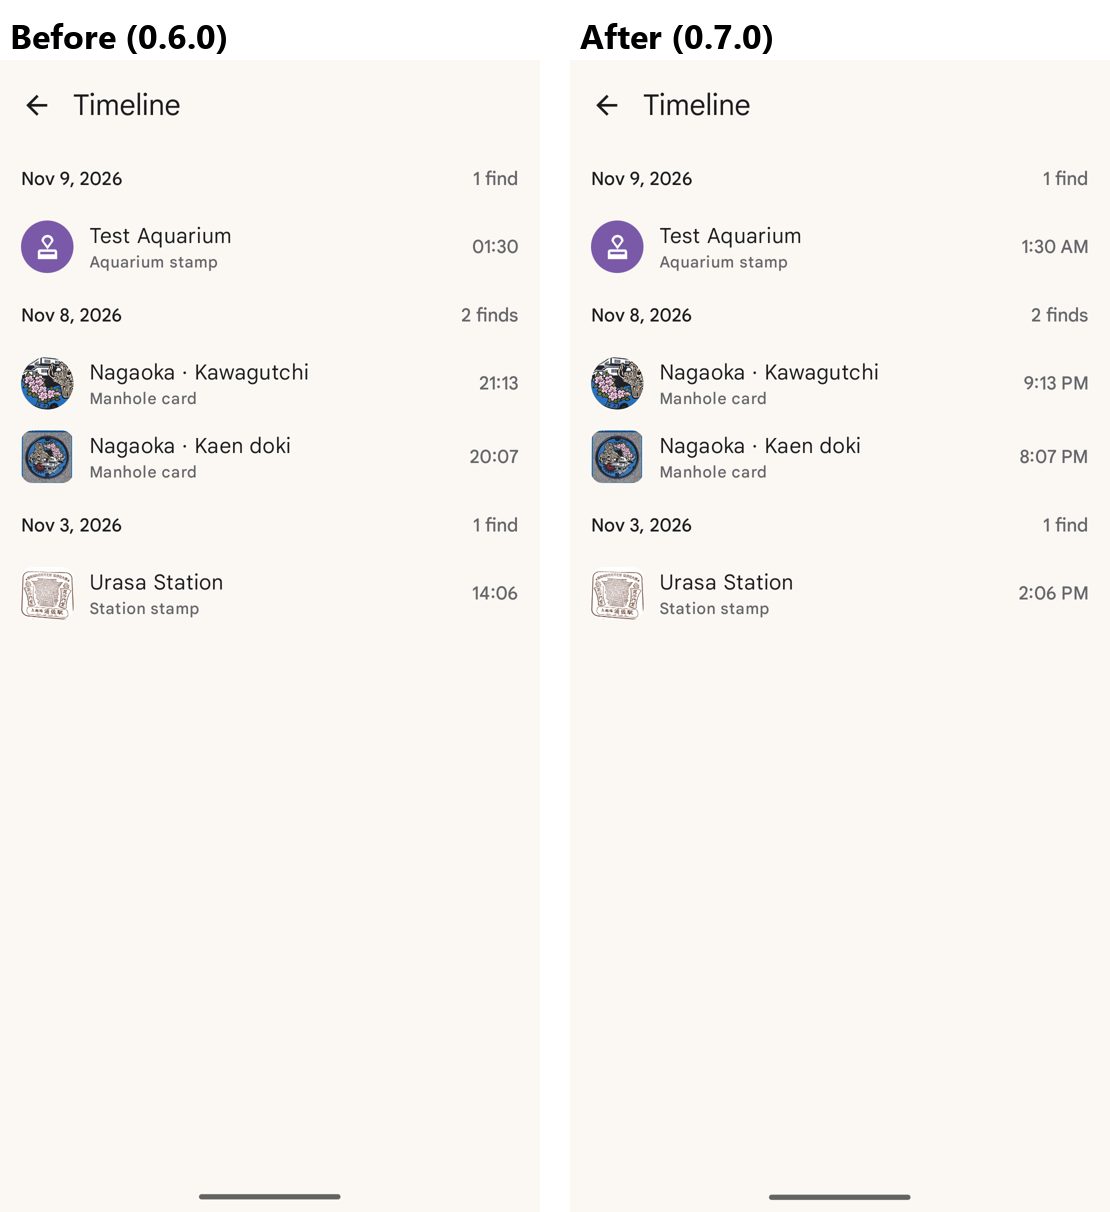 Before (0.6.0)
Timeline
Nov 9, 2026 1 find
Test Aquarium
Aquarium stamp
01:30
Nov 8, 2026 2 finds
Nagaoka · Kawagutchi
Manhole card
21:13
Nagaoka · Kaen doki
Manhole card
20:07
Nov 3, 2026 1 find
Urasa Station
Station stamp
14:06
After (0.7.0)
Timeline
Nov 9, 2026 1 find
Test Aquarium
Aquarium stamp
1:30 AM
Nov 8, 2026 2 finds
Nagaoka · Kawagutchi
Manhole card
9:13 PM
Nagaoka · Kaen doki
Manhole card
8:07 PM
Nov 3, 2026 1 find
Urasa Station
Station stamp
2:06 PM